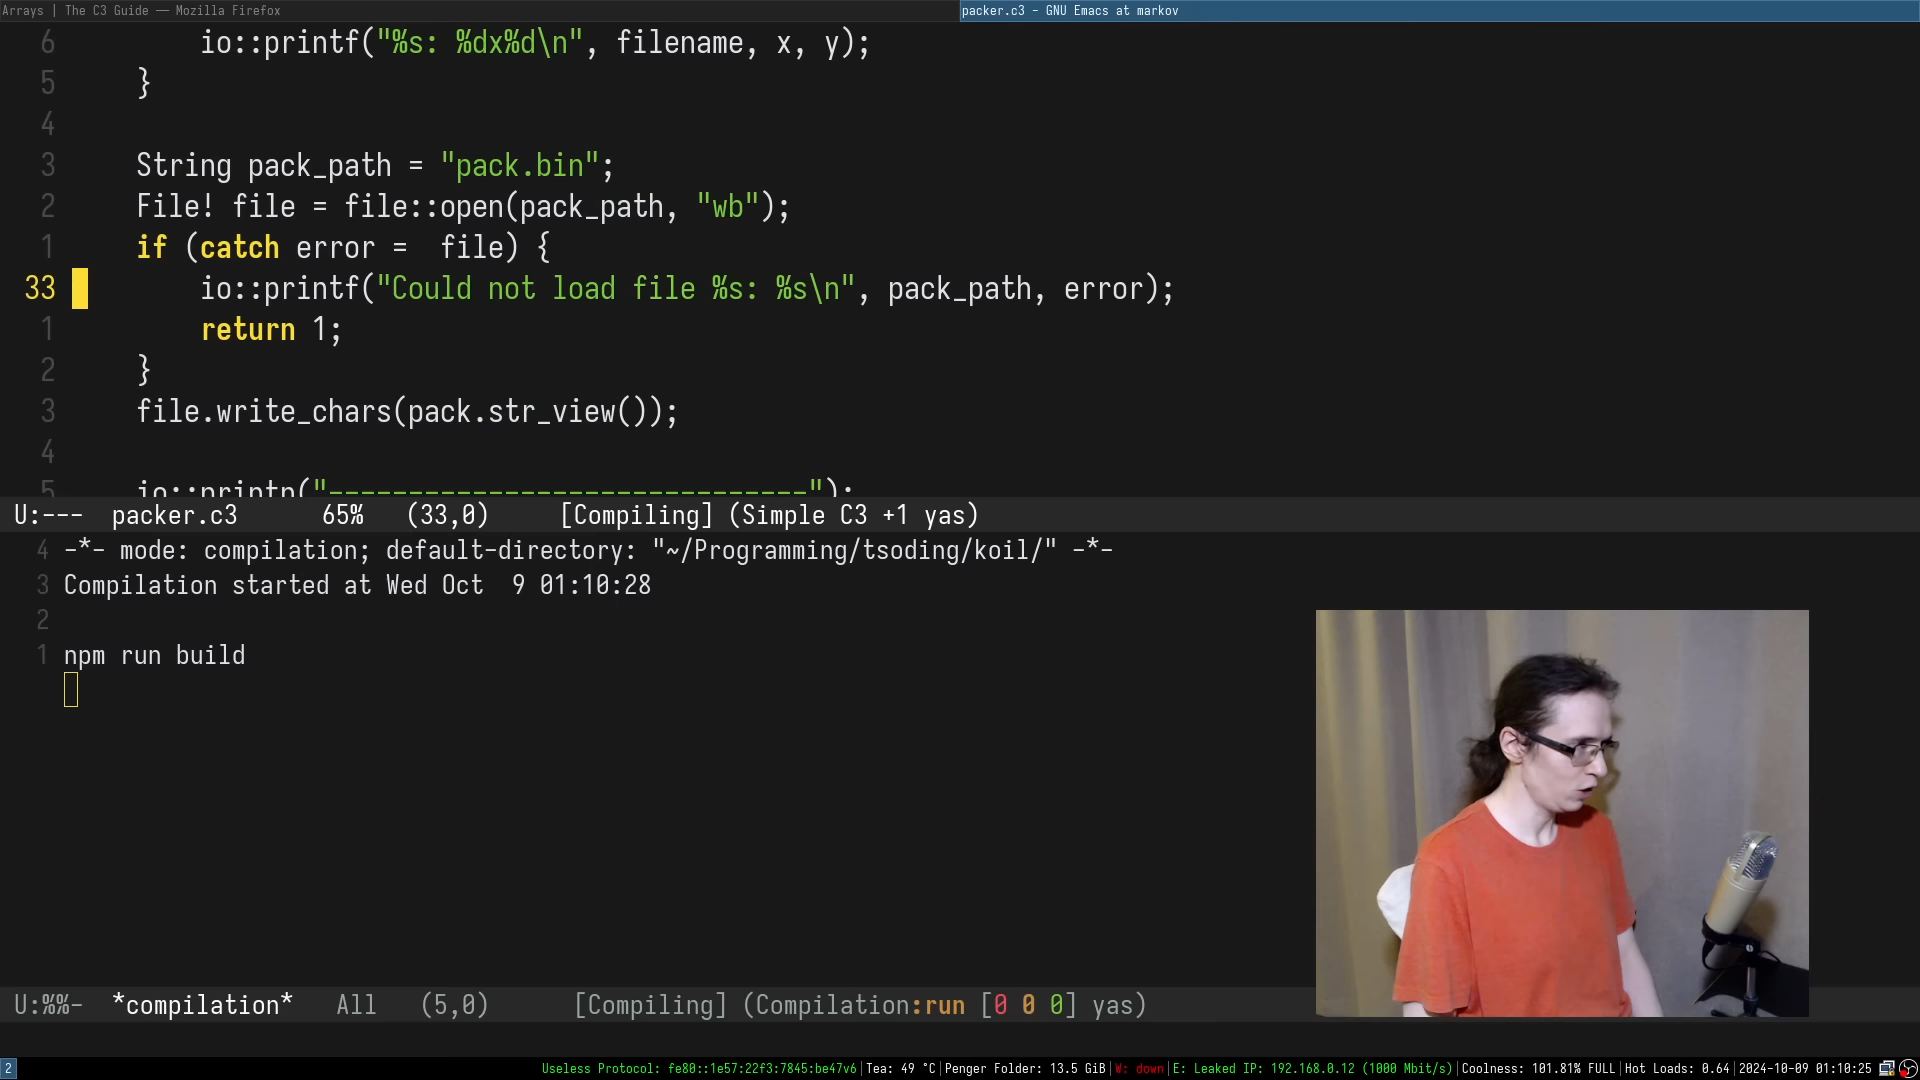 Arrays | The C3 Guide — Mozilla Firefox
packer.c3 - GNU Emacs at markov
6 io::printf("%s: %dx%d\n", filename, x, y);
5 }
4
3 String pack_path = "pack.bin";
2 File! file = file::open(pack_path, "wb");
1 if (catch error =  file) {
33 io::printf("Could not load file %s: %s\n", pack_path, error);
1 return 1;
2 }
3 file.write_chars(pack.str_view());
4
5 io::printn("------------------------------");
U:---  packer.c3      65%   (33,0)     [Compiling] (Simple C3 +1 yas)
4 -*- mode: compilation; default-directory: "~/Programming/tsoding/koil/" -*-
3 Compilation started at Wed Oct  9 01:10:28
2
1 npm run build
U:%%-  *compilation*   All   (5,0)      [Compiling] (Compilation:run [0 0 0] yas)
2 Useless Protocol: fe80::1e57:22f3:7845:be47v6|Tea: 49 °C|Penger Folder: 13.5 GiB|W: down|E: Leaked IP: 192.168.0.12 (1000 Mbit/s)|Coolness: 101.81% FULL|Hot Loads: 0.64|2024-10-09 01:10:25